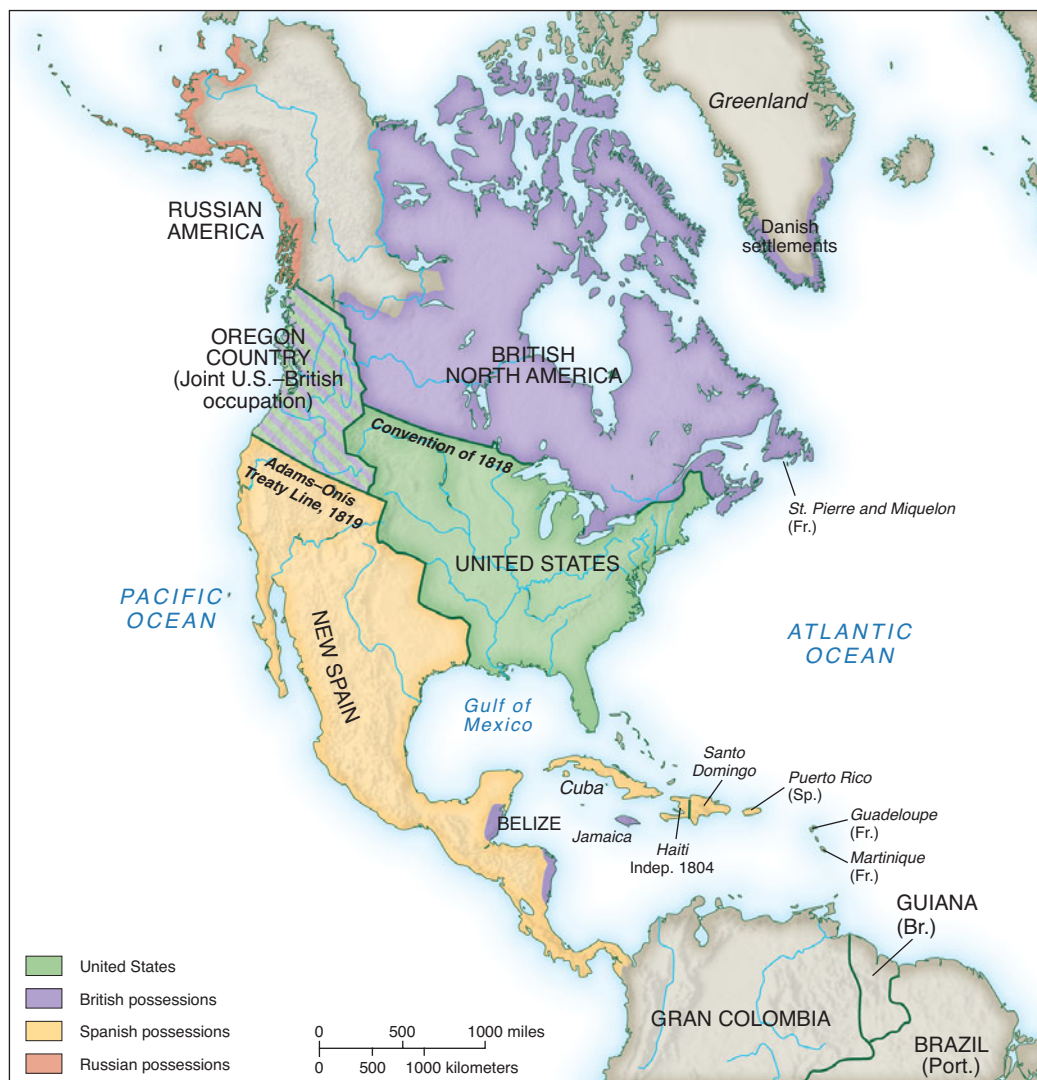 Greenland
Danish
settlements
RUSSIAN
AMERICA
OREGON
COUNTRY
(Joint U.S.–British
occupation)
BRITISH
NORTH AMERICA
Convention of 1818
Adams–Onís
Treaty Line, 1819
St. Pierre and Miquelon
(Fr.)
UNITED STATES
PACIFIC
OCEAN
NEW SPAIN
ATLANTIC
OCEAN
Gulf of
Mexico
Cuba
Santo
Domingo
Puerto Rico
(Sp.)
BELIZE
Jamaica
Haiti
Indep. 1804
Guadeloupe
(Fr.)
Martinique
(Fr.)
GUIANA
(Br.)
GRAN COLOMBIA
BRAZIL
(Port.)
United States
British possessions
Spanish possessions
Russian possessions
0 500 1000 miles
0 500 1000 kilometers